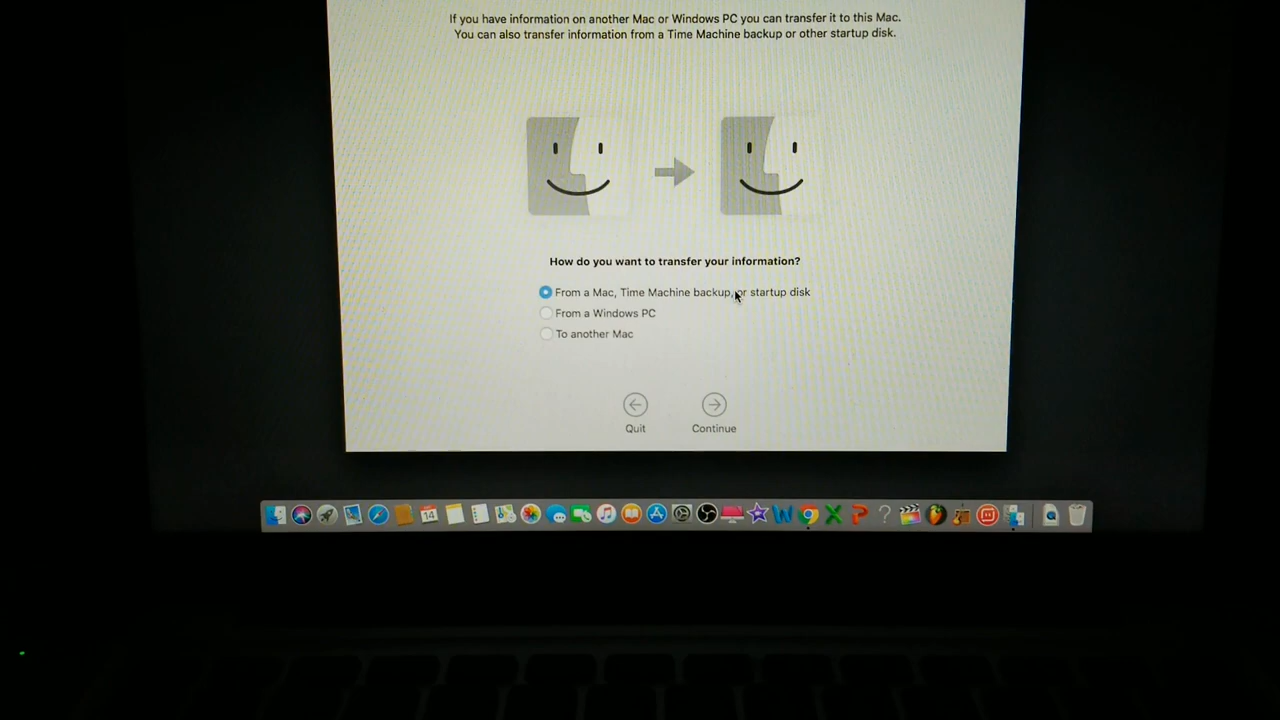 If you have information on another Mac or Windows PC you can transfer it to this Mac.
You can also transfer information from a Time Machine backup or other startup disk.
How do you want to transfer your information?
From a Mac, Time Machine backup, or startup disk
From a Windows PC
To another Mac
Quit
Continue
14